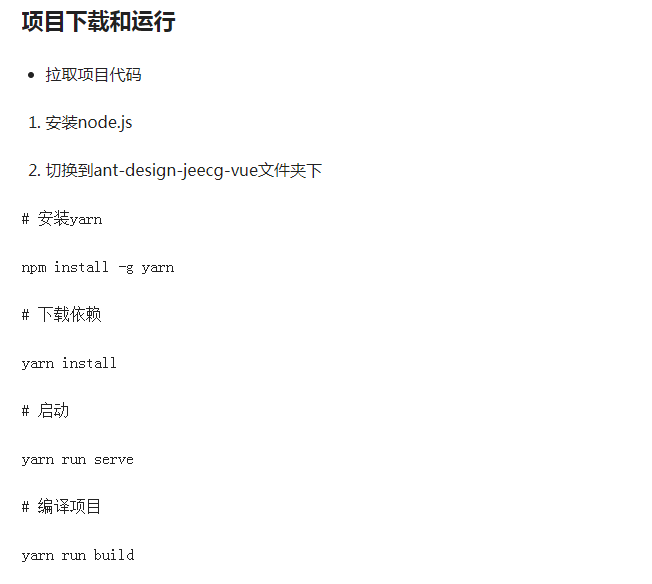 项目下载和运行
• 拉取项目代码
1. 安装node.js
2. 切换到ant-design-jeecg-vue文件夹下
# 安装yarn
npm install -g yarn
# 下载依赖
yarn install
# 启动
yarn run serve
# 编译项目
yarn run build